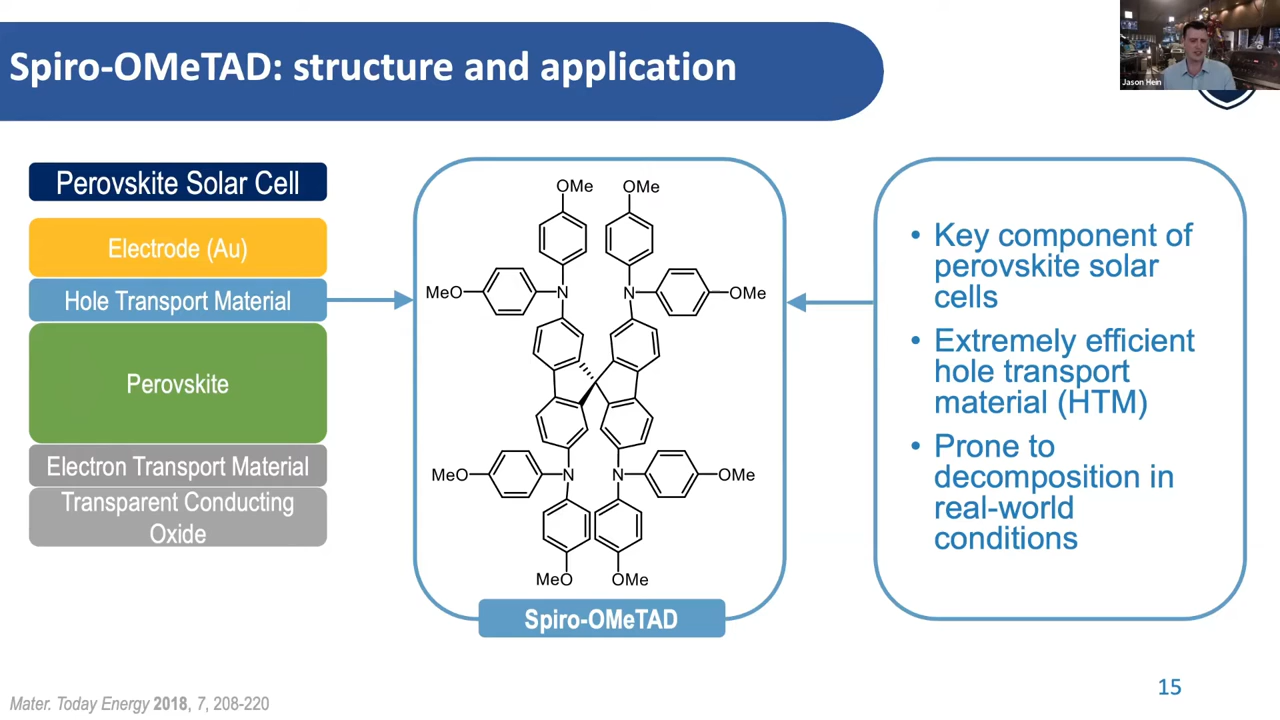 Spiro-OMeTAD: structure and application
Jason Hein
Perovskite Solar Cell
Electrode (Au)
Hole Transport Material
Perovskite
Electron Transport Material
Transparent Conducting
Oxide
OMe
OMe
MeO
N
N
OMe
MeO
N
N
OMe
MeO
OMe
Spiro-OMeTAD
• Key component of
perovskite solar
cells
• Extremely efficient
hole transport
material (HTM)
• Prone to
decomposition in
real-world
conditions
Mater. Today Energy 2018, 7, 208-220
15